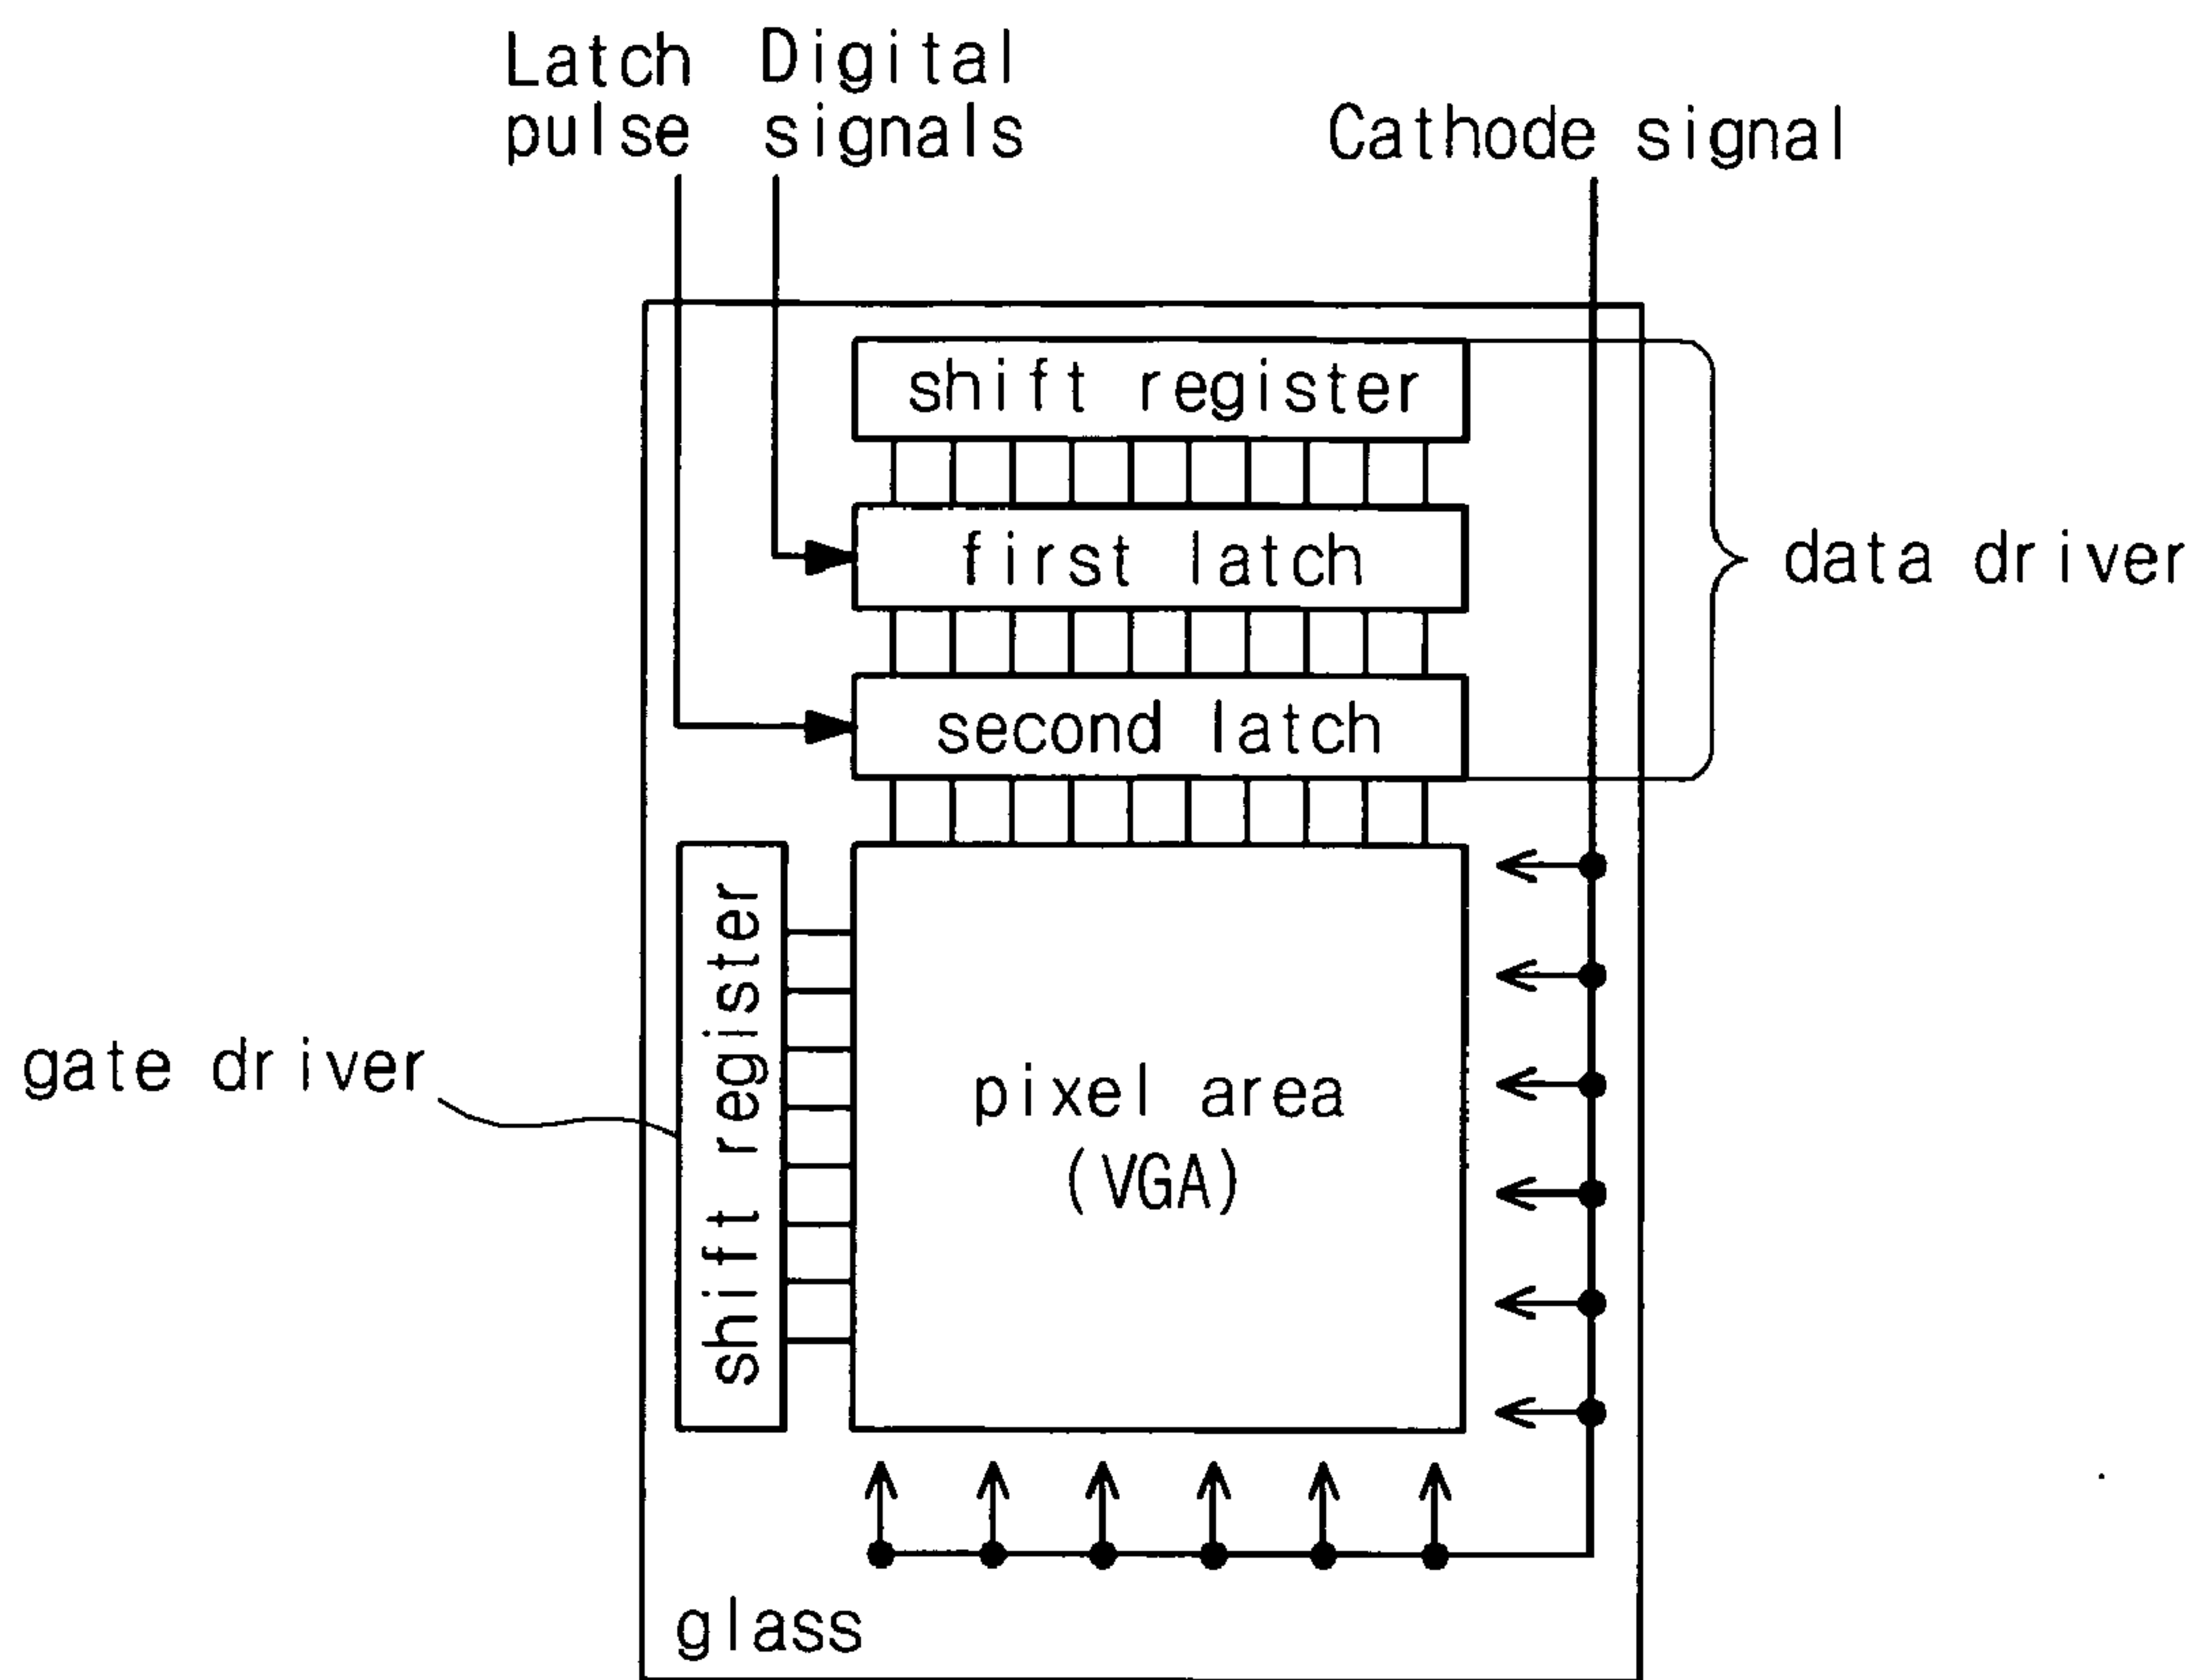 Latch
pulse
Digital
signals
Cathode signal
shift register
first latch
data driver
second latch
shift register
gate driver
pixel area
(VGA)
glass